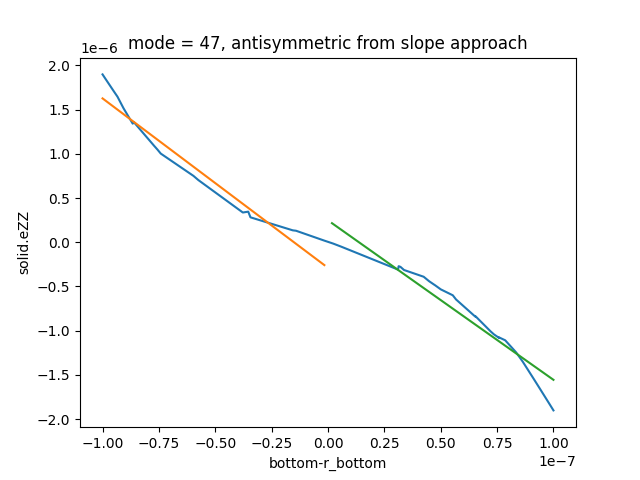 mode = 47, antisymmetric from slope approach
1e−6
2.0
1.5
1.0
0.5
0.0
−0.5
−1.0
−1.5
−2.0
solid.eZZ
−1.00 −0.75 −0.50 −0.25 0.00 0.25 0.50 0.75 1.00
bottom-r_bottom
1e−7